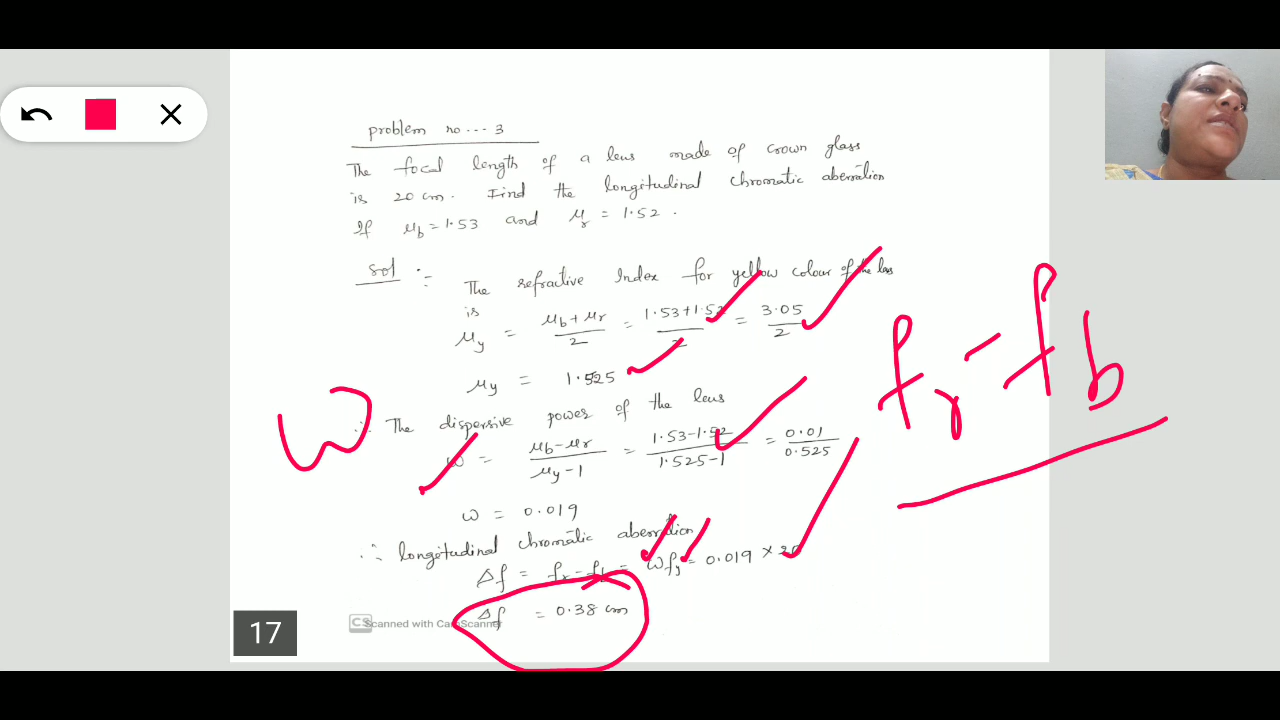 problem no... 3
The focal length of a lens made of crown glass
is 20 cm. Find the longitudinal chromatic aberration
If μb = 1.53 and μr = 1.52 .
Sol :- The refractive Index for yellow colour of the lens
is
μy = μb + μr / 2 = 1.53 + 1.52 / 2 = 3.05 / 2
μy = 1.525
∴ The dispersive power of the lens
ω = μb - μr / μy - 1 = 1.53 - 1.52 / 1.525 - 1 = 0.01 / 0.525
ω = 0.019
∴ longitudinal chromatic aberration
Δf = fr - fb = ωfy = 0.019 × 20
Δf = 0.38 cm
ω
fr - fb
CS Scanned with CamScanner
17